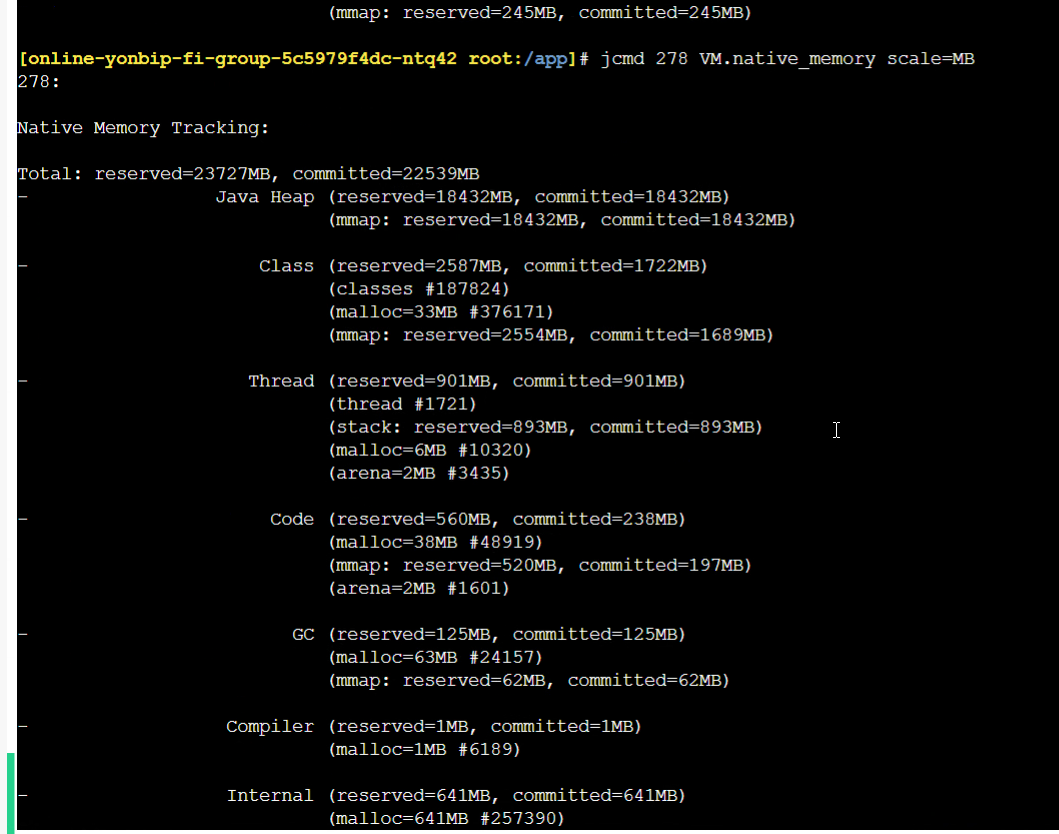 (mmap: reserved=245MB, committed=245MB)
[online-yonbip-fi-group-5c5979f4dc-ntq42 root:/app]# jcmd 278 VM.native_memory scale=MB
278:
Native Memory Tracking:
Total: reserved=23727MB, committed=22539MB
- Java Heap (reserved=18432MB, committed=18432MB)
(mmap: reserved=18432MB, committed=18432MB)
- Class (reserved=2587MB, committed=1722MB)
(classes #187824)
(malloc=33MB #376171)
(mmap: reserved=2554MB, committed=1689MB)
- Thread (reserved=901MB, committed=901MB)
(thread #1721)
(stack: reserved=893MB, committed=893MB)
(malloc=6MB #10320)
(arena=2MB #3435)
- Code (reserved=560MB, committed=238MB)
(malloc=38MB #48919)
(mmap: reserved=520MB, committed=197MB)
(arena=2MB #1601)
- GC (reserved=125MB, committed=125MB)
(malloc=63MB #24157)
(mmap: reserved=62MB, committed=62MB)
- Compiler (reserved=1MB, committed=1MB)
(malloc=1MB #6189)
- Internal (reserved=641MB, committed=641MB)
(malloc=641MB #257390)